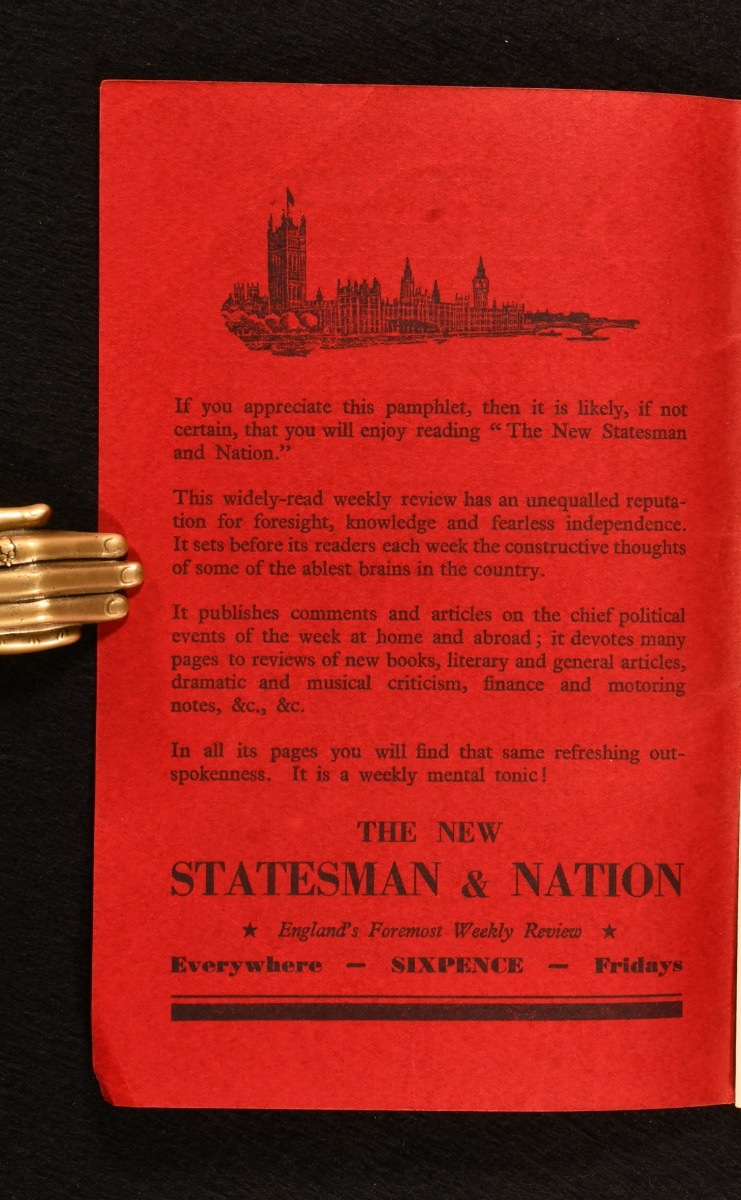 If you appreciate this pamphlet, then it is likely, if not
certain, that you will enjoy reading “ The New Statesman
and Nation.”
This widely-read weekly review has an unequalled reputa-
tion for foresight, knowledge and fearless independence.
It sets before its readers each week the constructive thoughts
of some of the ablest brains in the country.
It publishes comments and articles on the chief political
events of the week at home and abroad ; it devotes many
pages to reviews of new books, literary and general articles,
dramatic and musical criticism, finance and motoring
notes, &c., &c.
In all its pages you will find that same refreshing out-
spokenness. It is a weekly mental tonic !
THE NEW
STATESMAN & NATION
★ England's Foremost Weekly Review ★
Everywhere — SIXPENCE — Fridays